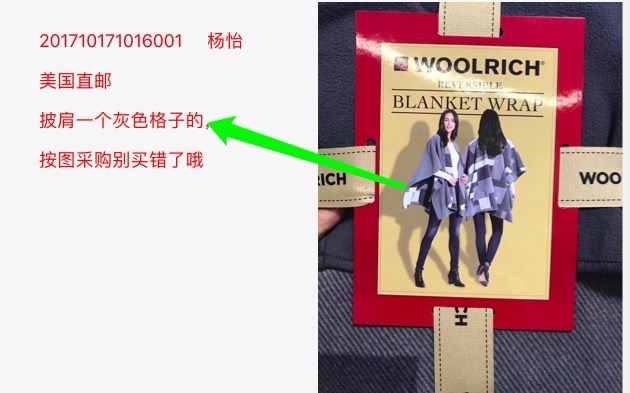 201710171016001 杨怡
美国直邮
披肩一个灰色格子的，
按图采购别买错了哦
WOOLRICH®
REVERSIBLE
BLANKET WRAP
RICH
WOO
CH